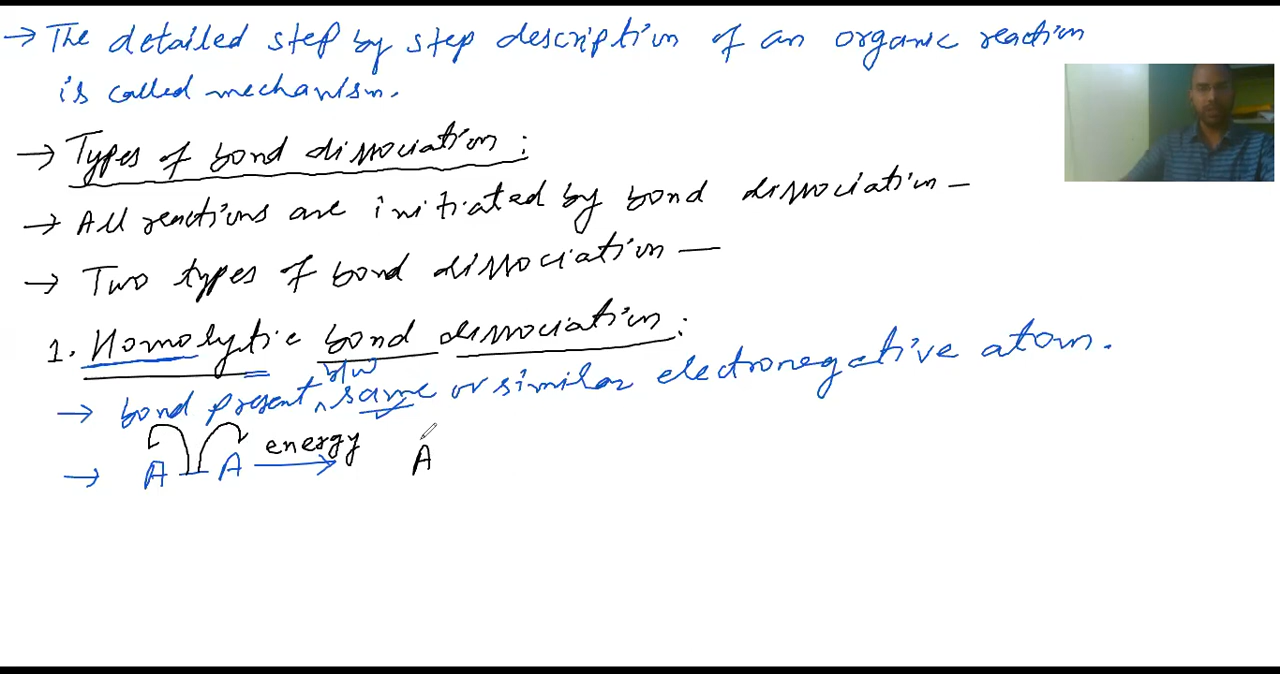 → The detailed step by step description of an organic reaction
is called mechanism.
→ Types of bond dissociation :
→ All reactions are initiated by bond dissociation –
→ Two types of bond dissociation —
1. Homolytic bond dissociation :
→ bond present ^ b/w same or similar electronegative atom.
→ A — A energy → Ȧ